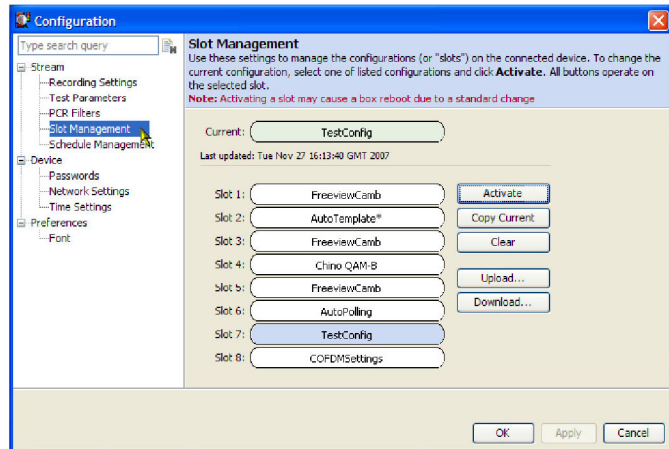 Configuration
Type search query
Stream
Recording Settings
Test Parameters
PCR Filters
Slot Management
Schedule Management
Device
Passwords
Network Settings
Time Settings
Preferences
Font
Slot Management
Use these settings to manage the configurations (or "slots") on the connected device. To change the
current configuration, select one of listed configurations and click Activate. All buttons operate on
the selected slot.
Note: Activating a slot may cause a box reboot due to a standard change
Current: TestConfig
Last updated: Tue Nov 27 16:13:40 GMT 2007
Slot 1: FreeviewCamb
Slot 2: AutoTemplate*
Slot 3: FreeviewCamb
Slot 4: Chino QAM-B
Slot 5: FreeviewCamb
Slot 6: AutoPolling
Slot 7: TestConfig
Slot 8: COFDMSettings
Activate
Copy Current
Clear
Upload...
Download...
OK Apply Cancel